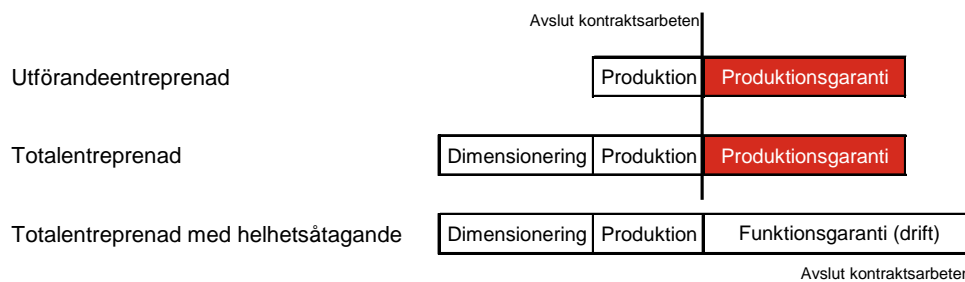 Avslut kontraktsarbeten
Utförandeentreprenad Produktion Produktionsgaranti
Totalentreprenad Dimensionering Produktion Produktionsgaranti
Totalentreprenad med helhetsåtagande Dimensionering Produktion Funktionsgaranti (drift)
Avslut kontraktsarbeten